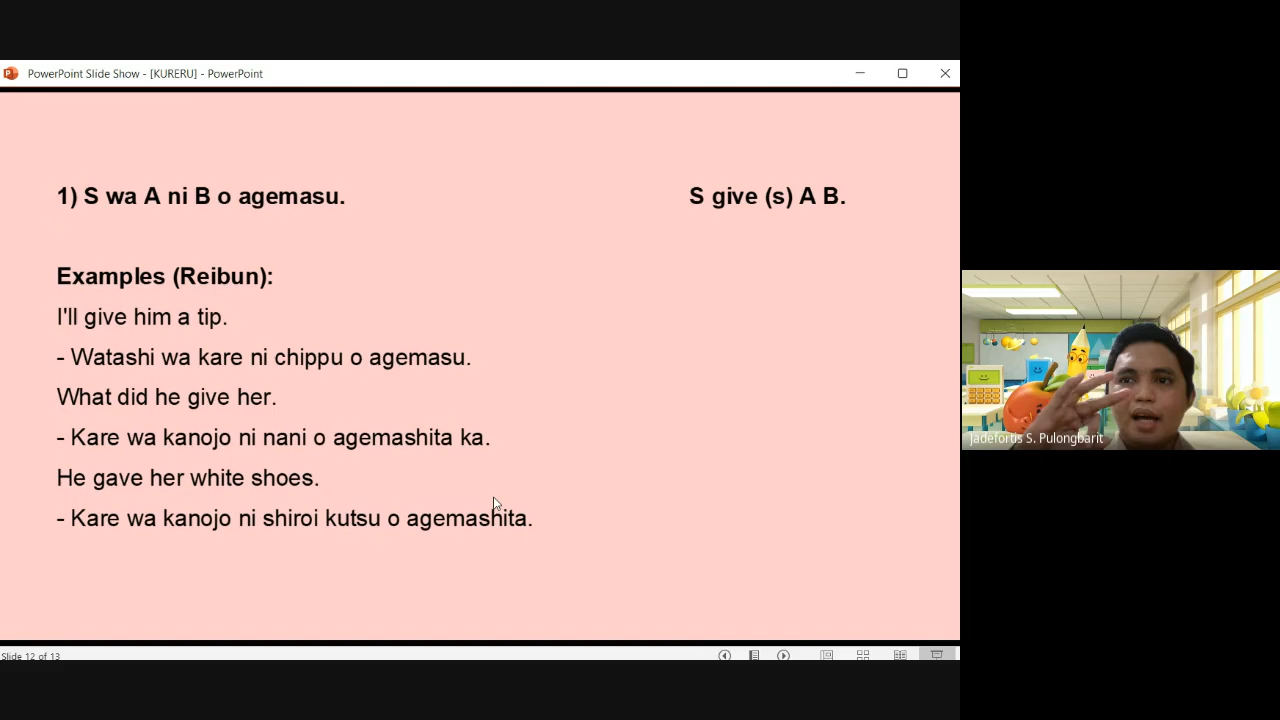 PowerPoint Slide Show - [KURERU] - PowerPoint
1) S wa A ni B o agemasu. S give (s) A B.
Examples (Reibun):
I'll give him a tip.
- Watashi wa kare ni chippu o agemasu.
What did he give her.
- Kare wa kanojo ni nani o agemashita ka.
He gave her white shoes.
- Kare wa kanojo ni shiroi kutsu o agemashita.
Jadefortis S. Pulongbarit
Slide 12 of 13